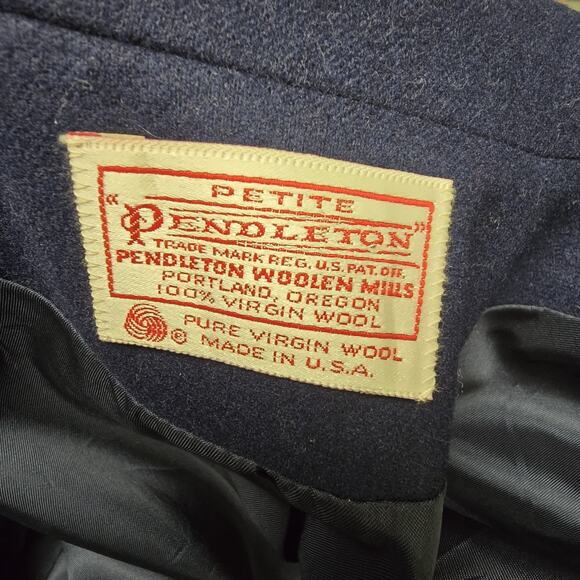 PETITE
"PENDLETON"
TRADE MARK REG. U.S. PAT. OFF.
PENDLETON WOOLEN MILLS
PORTLAND, OREGON
100% VIRGIN WOOL
® PURE VIRGIN WOOL
MADE IN U.S.A.